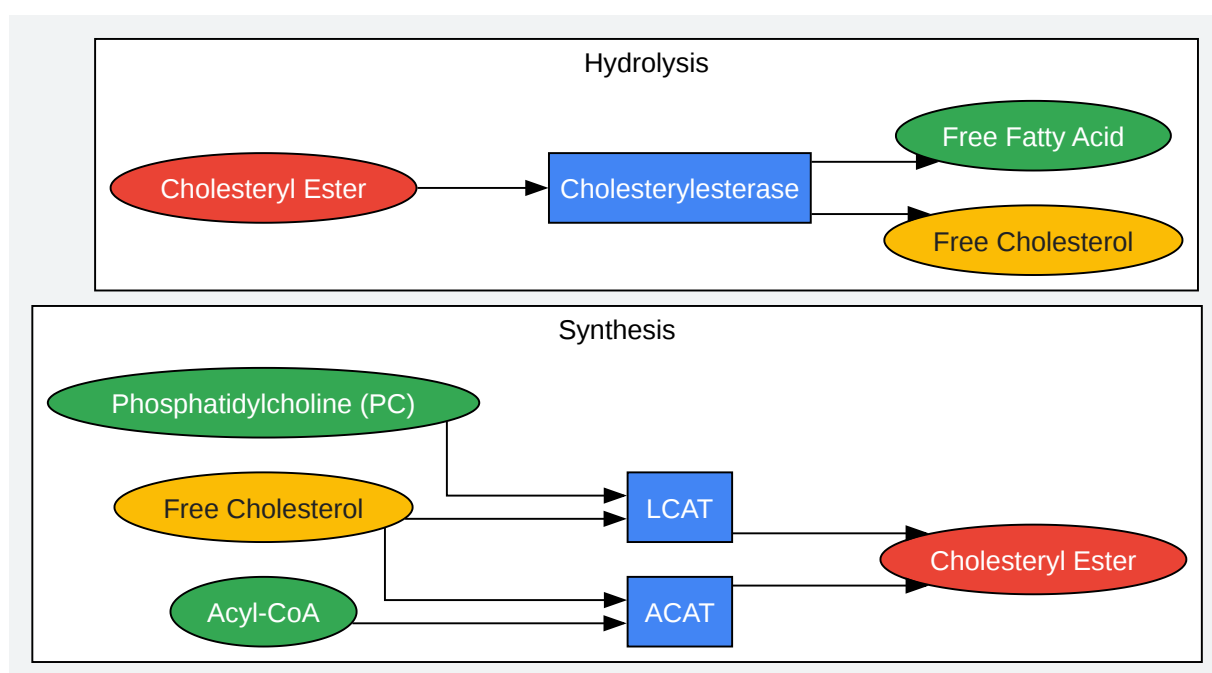 Hydrolysis
Cholesteryl Ester
Cholesterylesterase
Free Fatty Acid
Free Cholesterol
Synthesis
Phosphatidylcholine (PC)
Free Cholesterol
Acyl-CoA
LCAT
ACAT
Cholesteryl Ester